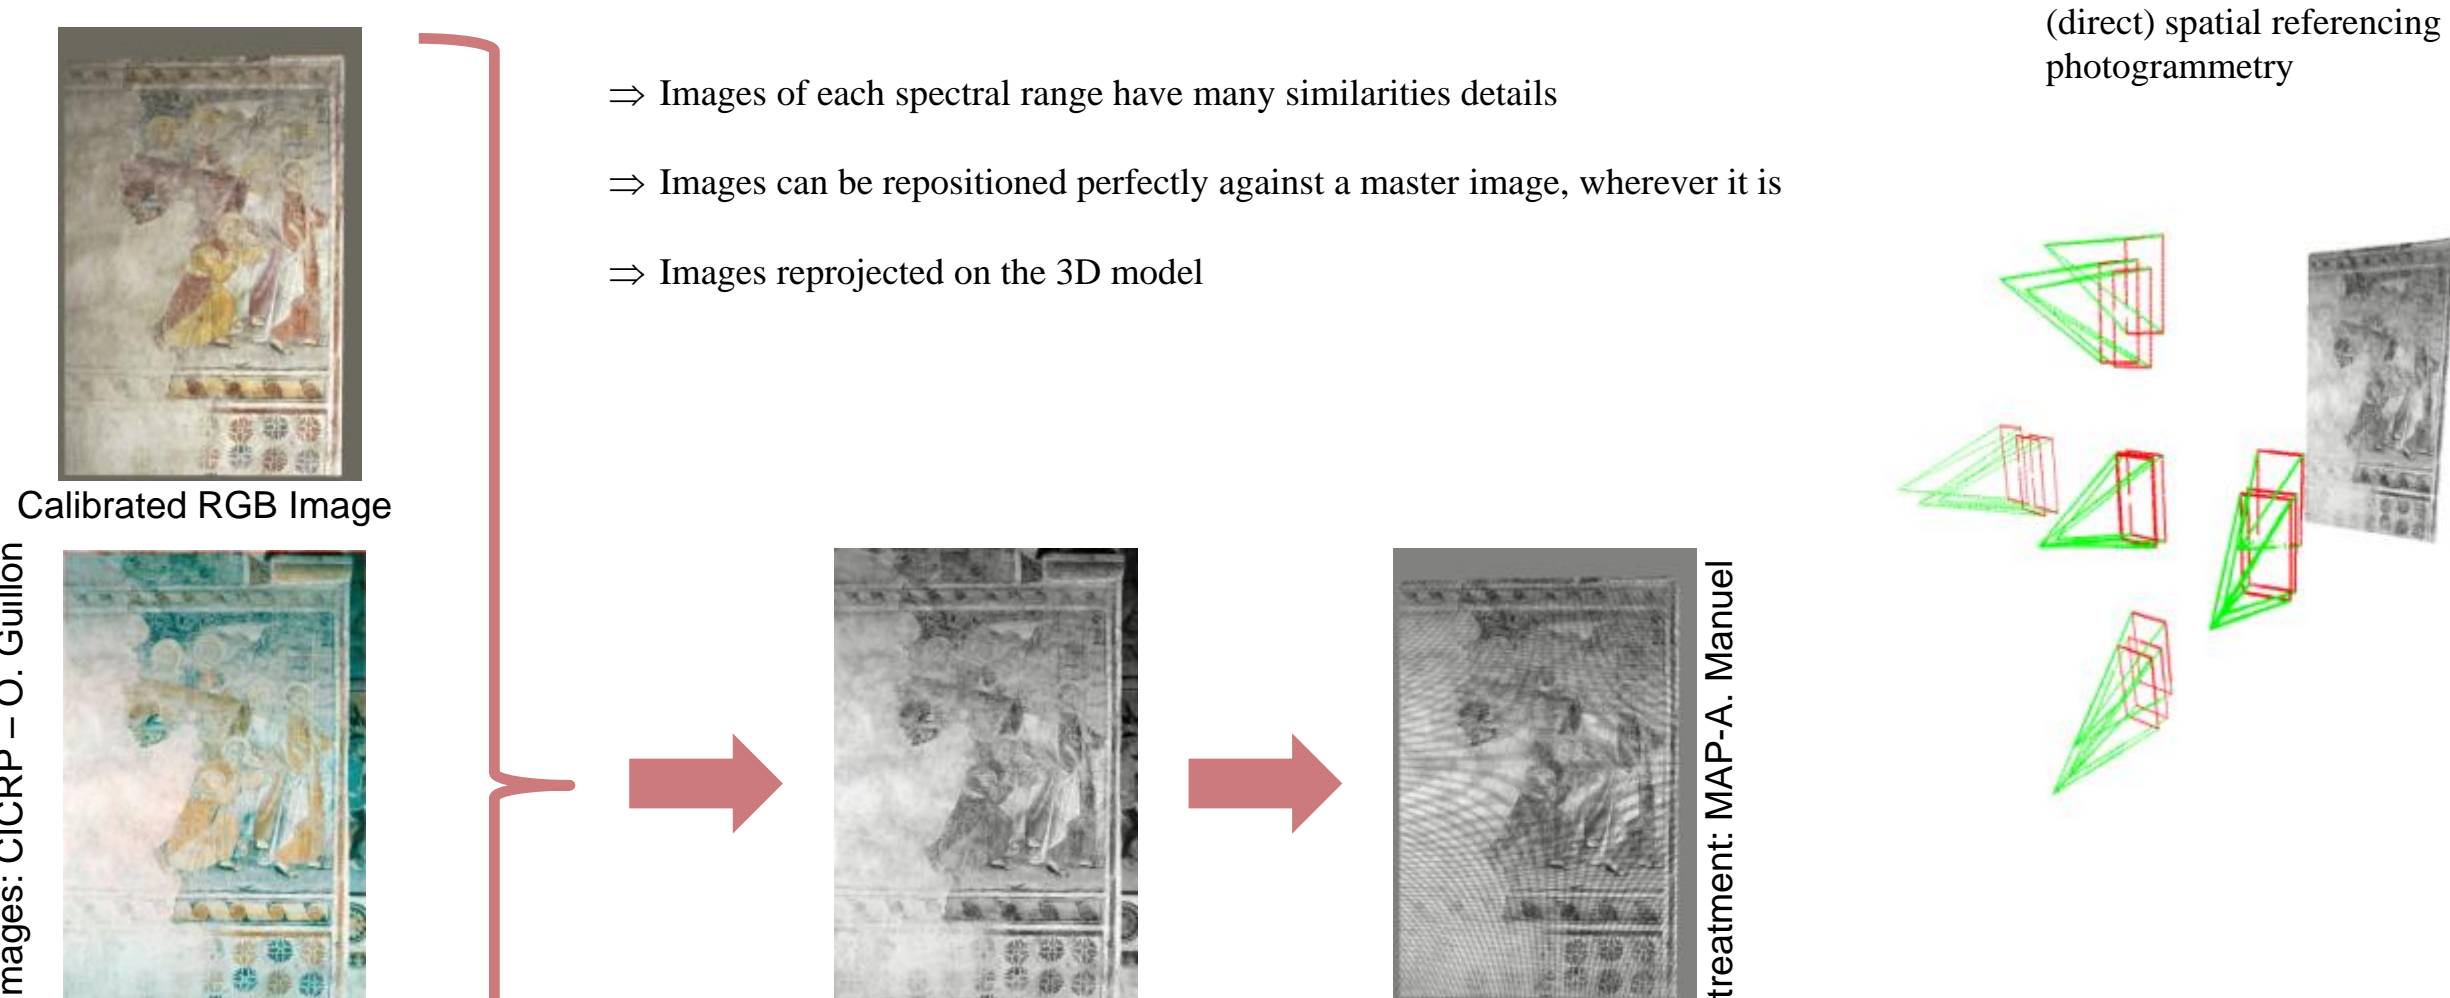 (direct) spatial referencing
photogrammetry
⇒ Images of each spectral range have many similarities details
⇒ Images can be repositioned perfectly against a master image, wherever it is
⇒ Images reprojected on the 3D model
Calibrated RGB Image
mages: CICRP – O. Guillon
treatment: MAP-A. Manuel